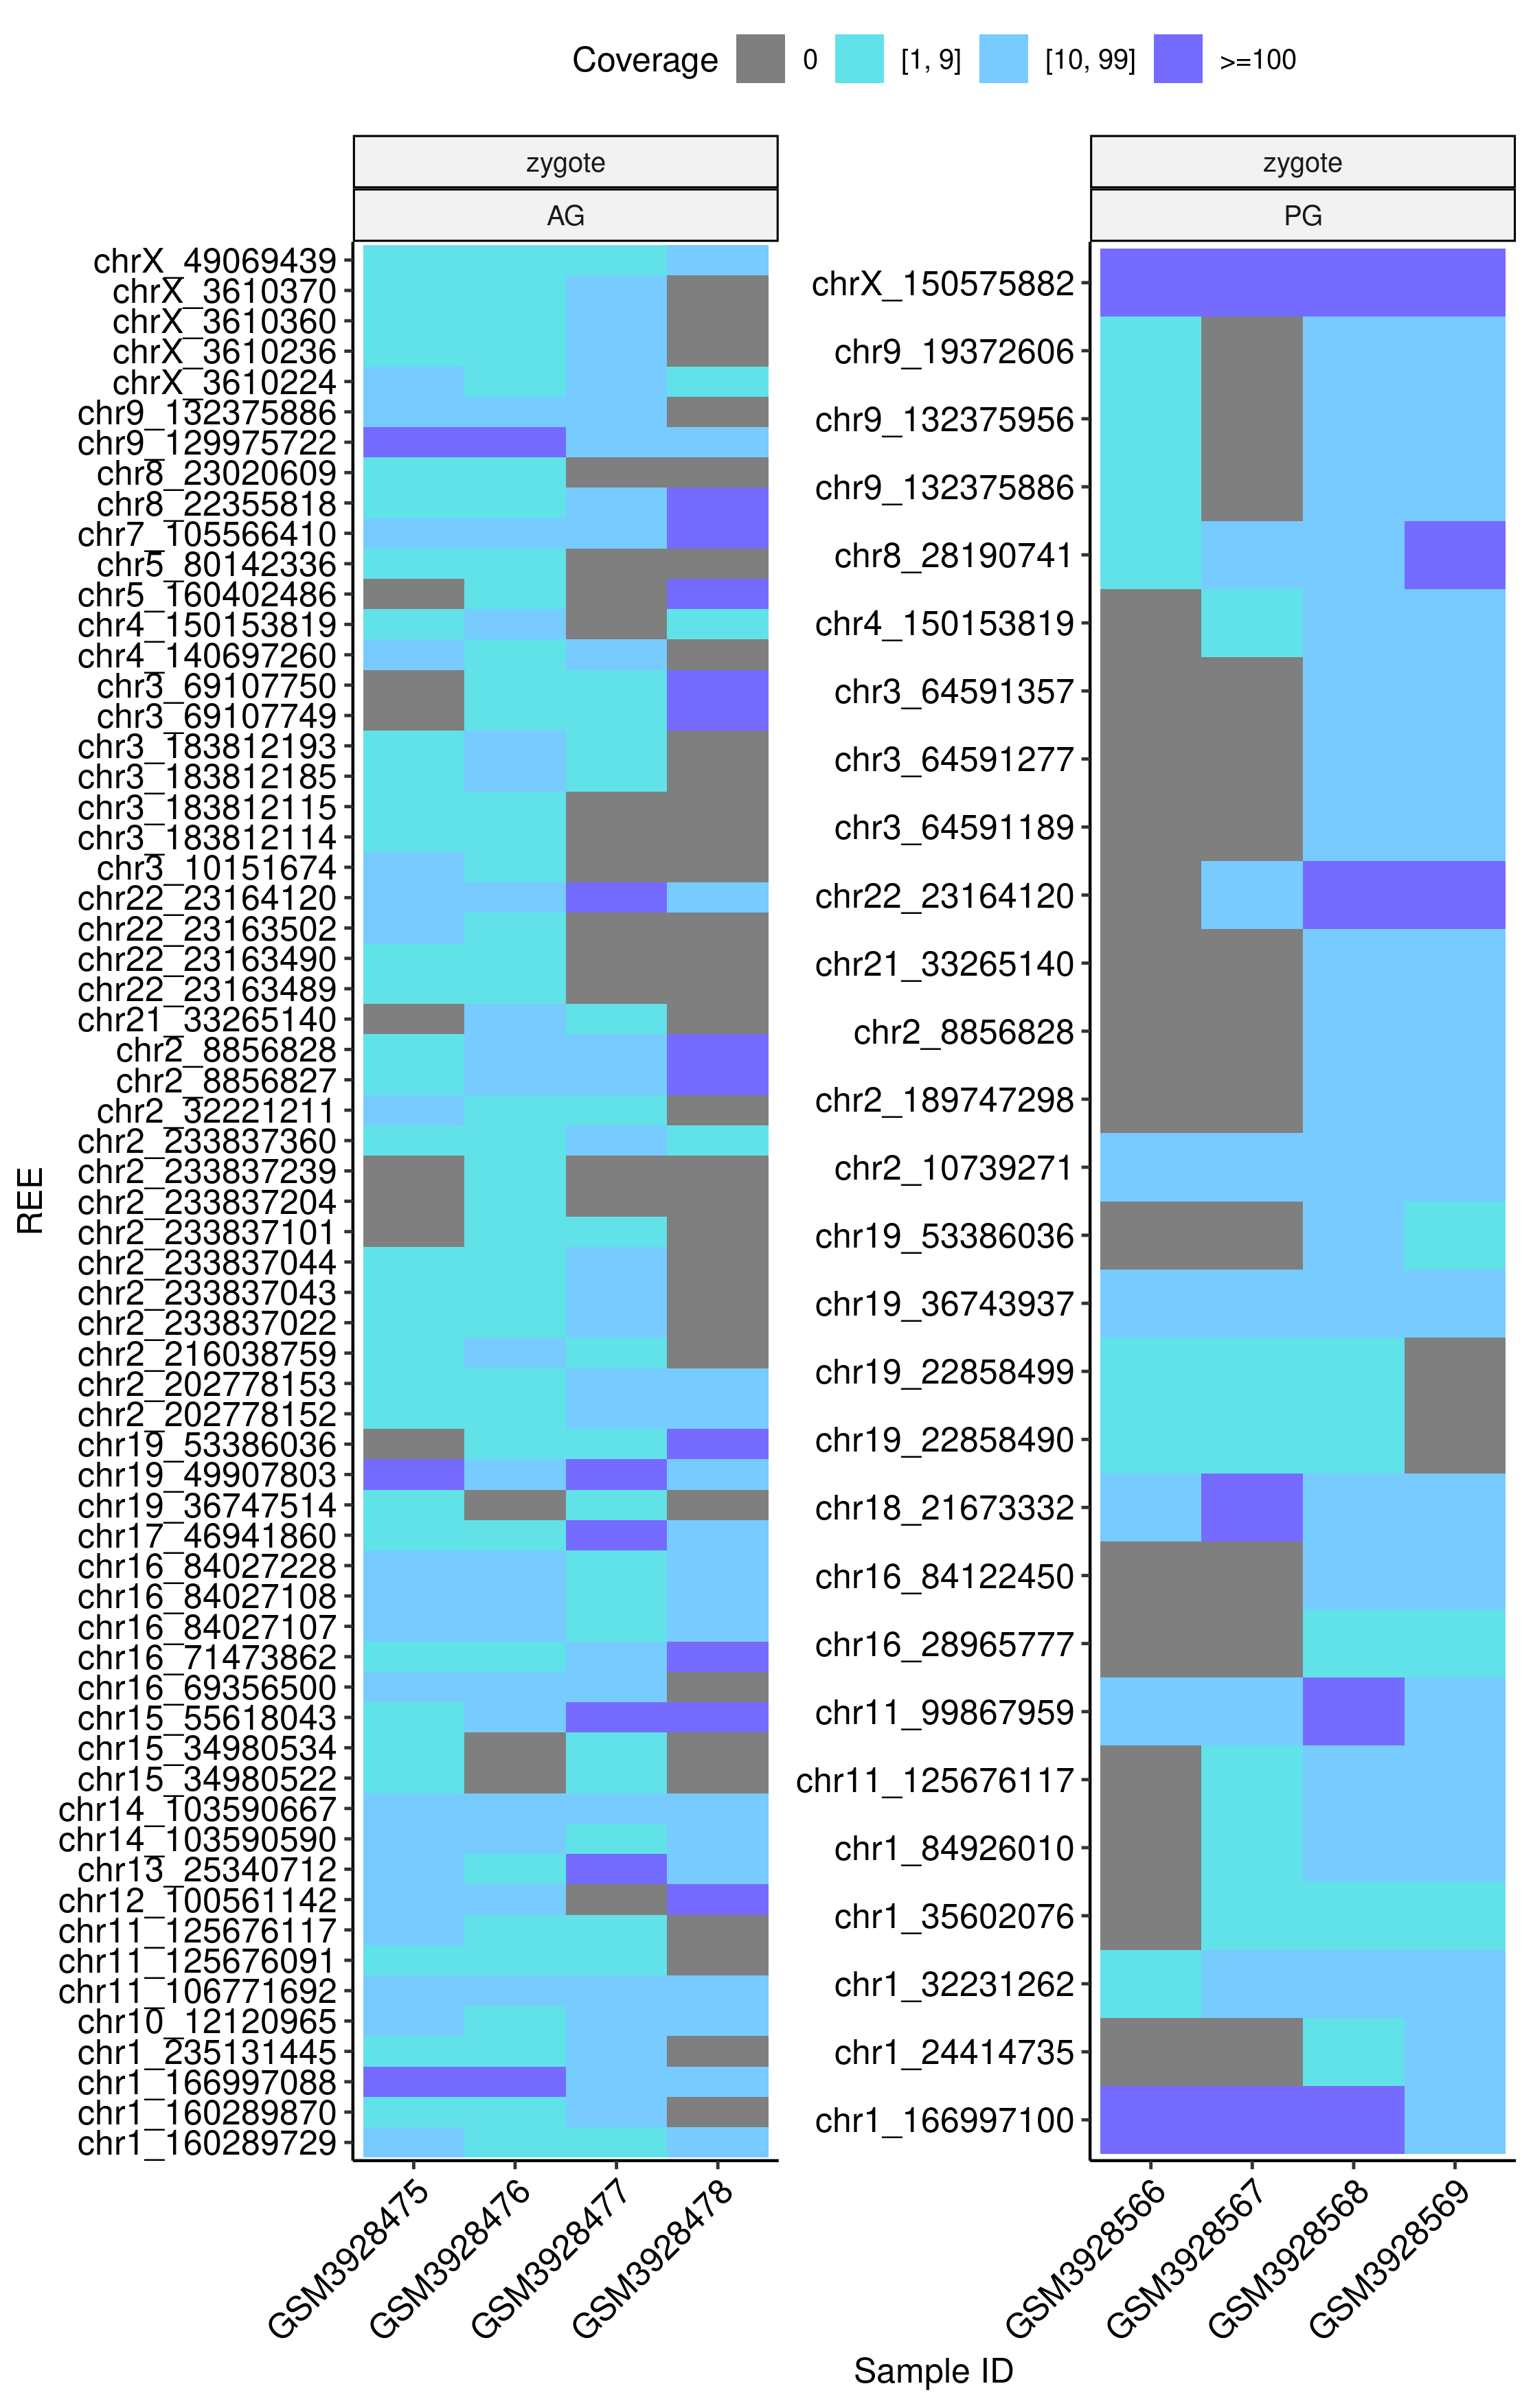 Coverage 0 [1, 9] [10, 99] >=100
zygote
AG
chrX_49069439
chrX_3610370
chrX_3610360
chrX_3610236
chrX_3610224
chr9_132375886
chr9_129975722
chr8_23020609
chr8_22355818
chr7_105566410
chr5_80142336
chr5_160402486
chr4_150153819
chr4_140697260
chr3_69107750
chr3_69107749
chr3_183812193
chr3_183812185
chr3_183812115
chr3_183812114
chr3_10151674
chr22_23164120
chr22_23163502
chr22_23163490
chr22_23163489
chr21_33265140
chr2_8856828
chr2_8856827
chr2_32221211
chr2_233837360
chr2_233837239
chr2_233837204
chr2_233837101
chr2_233837044
chr2_233837043
chr2_233837022
chr2_216038759
chr2_202778153
chr2_202778152
chr19_53386036
chr19_49907803
chr19_36747514
chr17_46941860
chr16_84027228
chr16_84027108
chr16_84027107
chr16_71473862
chr16_69356500
chr15_55618043
chr15_34980534
chr15_34980522
chr14_103590667
chr14_103590590
chr13_25340712
chr12_100561142
chr11_125676117
chr11_125676091
chr11_106771692
chr10_12120965
chr1_235131445
chr1_166997088
chr1_160289870
chr1_160289729
GSM3928475
GSM3928476
GSM3928477
GSM3928478
zygote
PG
chrX_150575882
chr9_19372606
chr9_132375956
chr9_132375886
chr8_28190741
chr4_150153819
chr3_64591357
chr3_64591277
chr3_64591189
chr22_23164120
chr21_33265140
chr2_8856828
chr2_189747298
chr2_10739271
chr19_53386036
chr19_36743937
chr19_22858499
chr19_22858490
chr18_21673332
chr16_84122450
chr16_28965777
chr11_99867959
chr11_125676117
chr1_84926010
chr1_35602076
chr1_32231262
chr1_24414735
chr1_166997100
GSM3928566
GSM3928567
GSM3928568
GSM3928569
REE
Sample ID